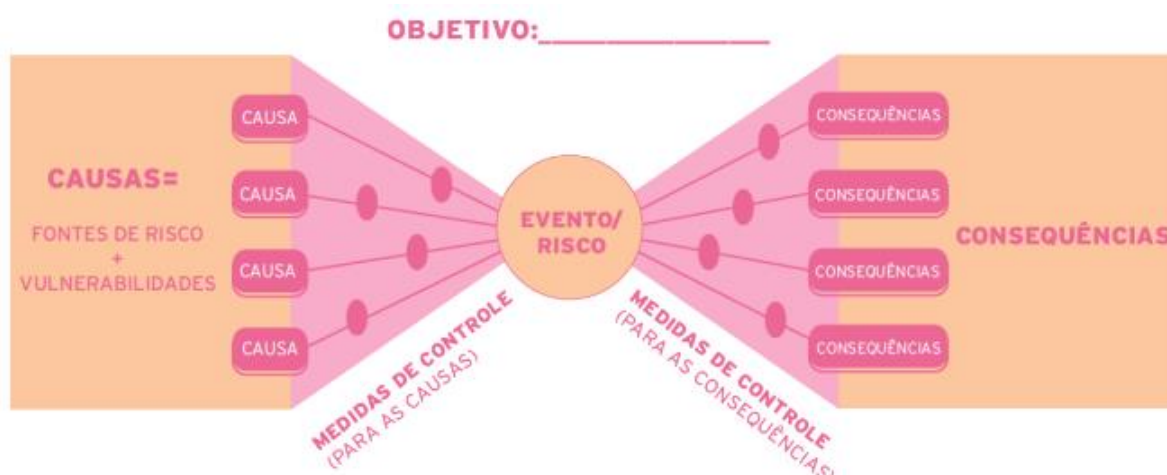 OBJETIVO:_________________
CAUSAS=
FONTES DE RISCO
+
VULNERABILIDADES
CAUSA
CAUSA
CAUSA
CAUSA
MEDIDAS DE CONTROLE
(PARA AS CAUSAS)
EVENTO/
RISCO
MEDIDAS DE CONTROLE
(PARA AS CONSEQUÊNCIAS)
CONSEQUÊNCIAS
CONSEQUÊNCIAS
CONSEQUÊNCIAS
CONSEQUÊNCIAS
CONSEQUÊNCIAS